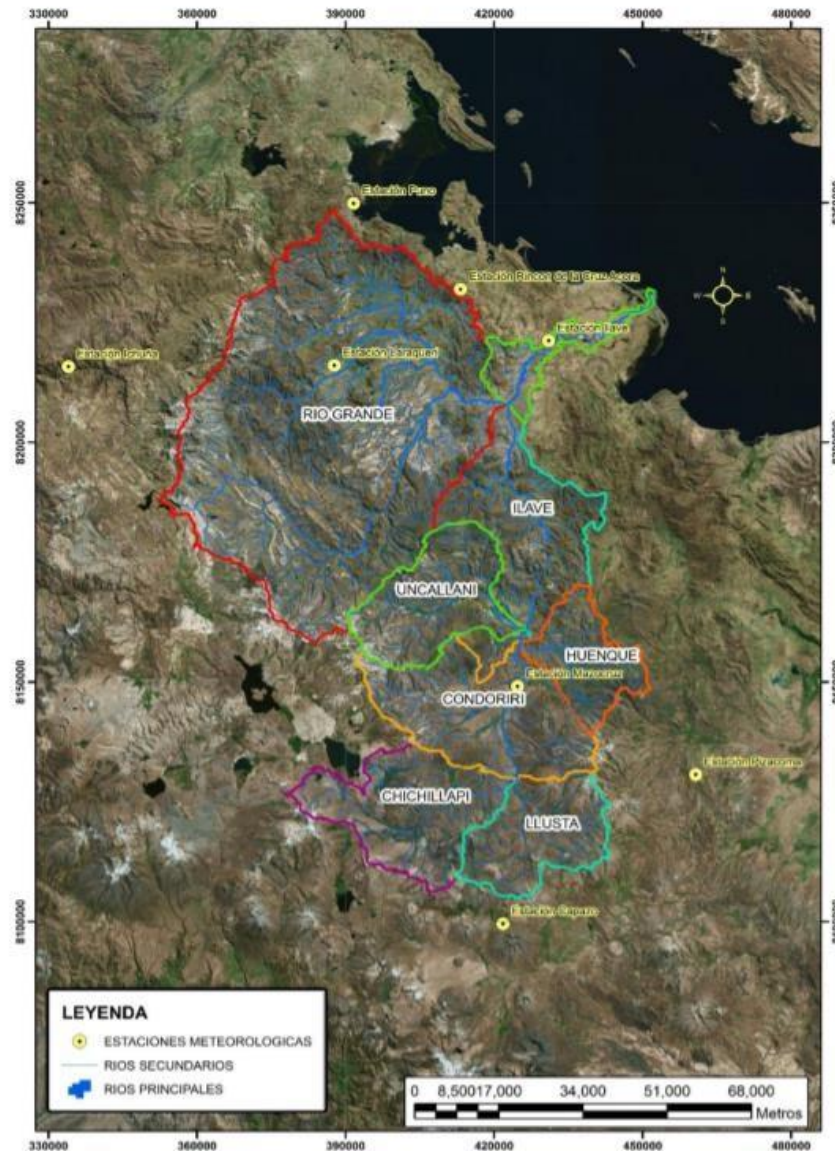 330000 360000 390000 420000 450000 480000
8250000
8200000
8150000
8100000
Estación Puno
Estación Rincon de la Cruz Acora
Estación Ilave
Estación Ichuña
Estación Laraqueri
RIO GRANDE
ILAVE
UNCALLANI
HUENQUE
Estación Mazocruz
CONDORIRI
Estación Pizacoma
CHICHILLAPI
LLUSTA
Estación Capazo
N
W E
S
LEYENDA
ESTACIONES METEOROLOGICAS
RIOS SECUNDARIOS
RIOS PRINCIPALES
0 8,500 17,000 34,000 51,000 68,000
Metros
330000 360000 390000 420000 450000 480000